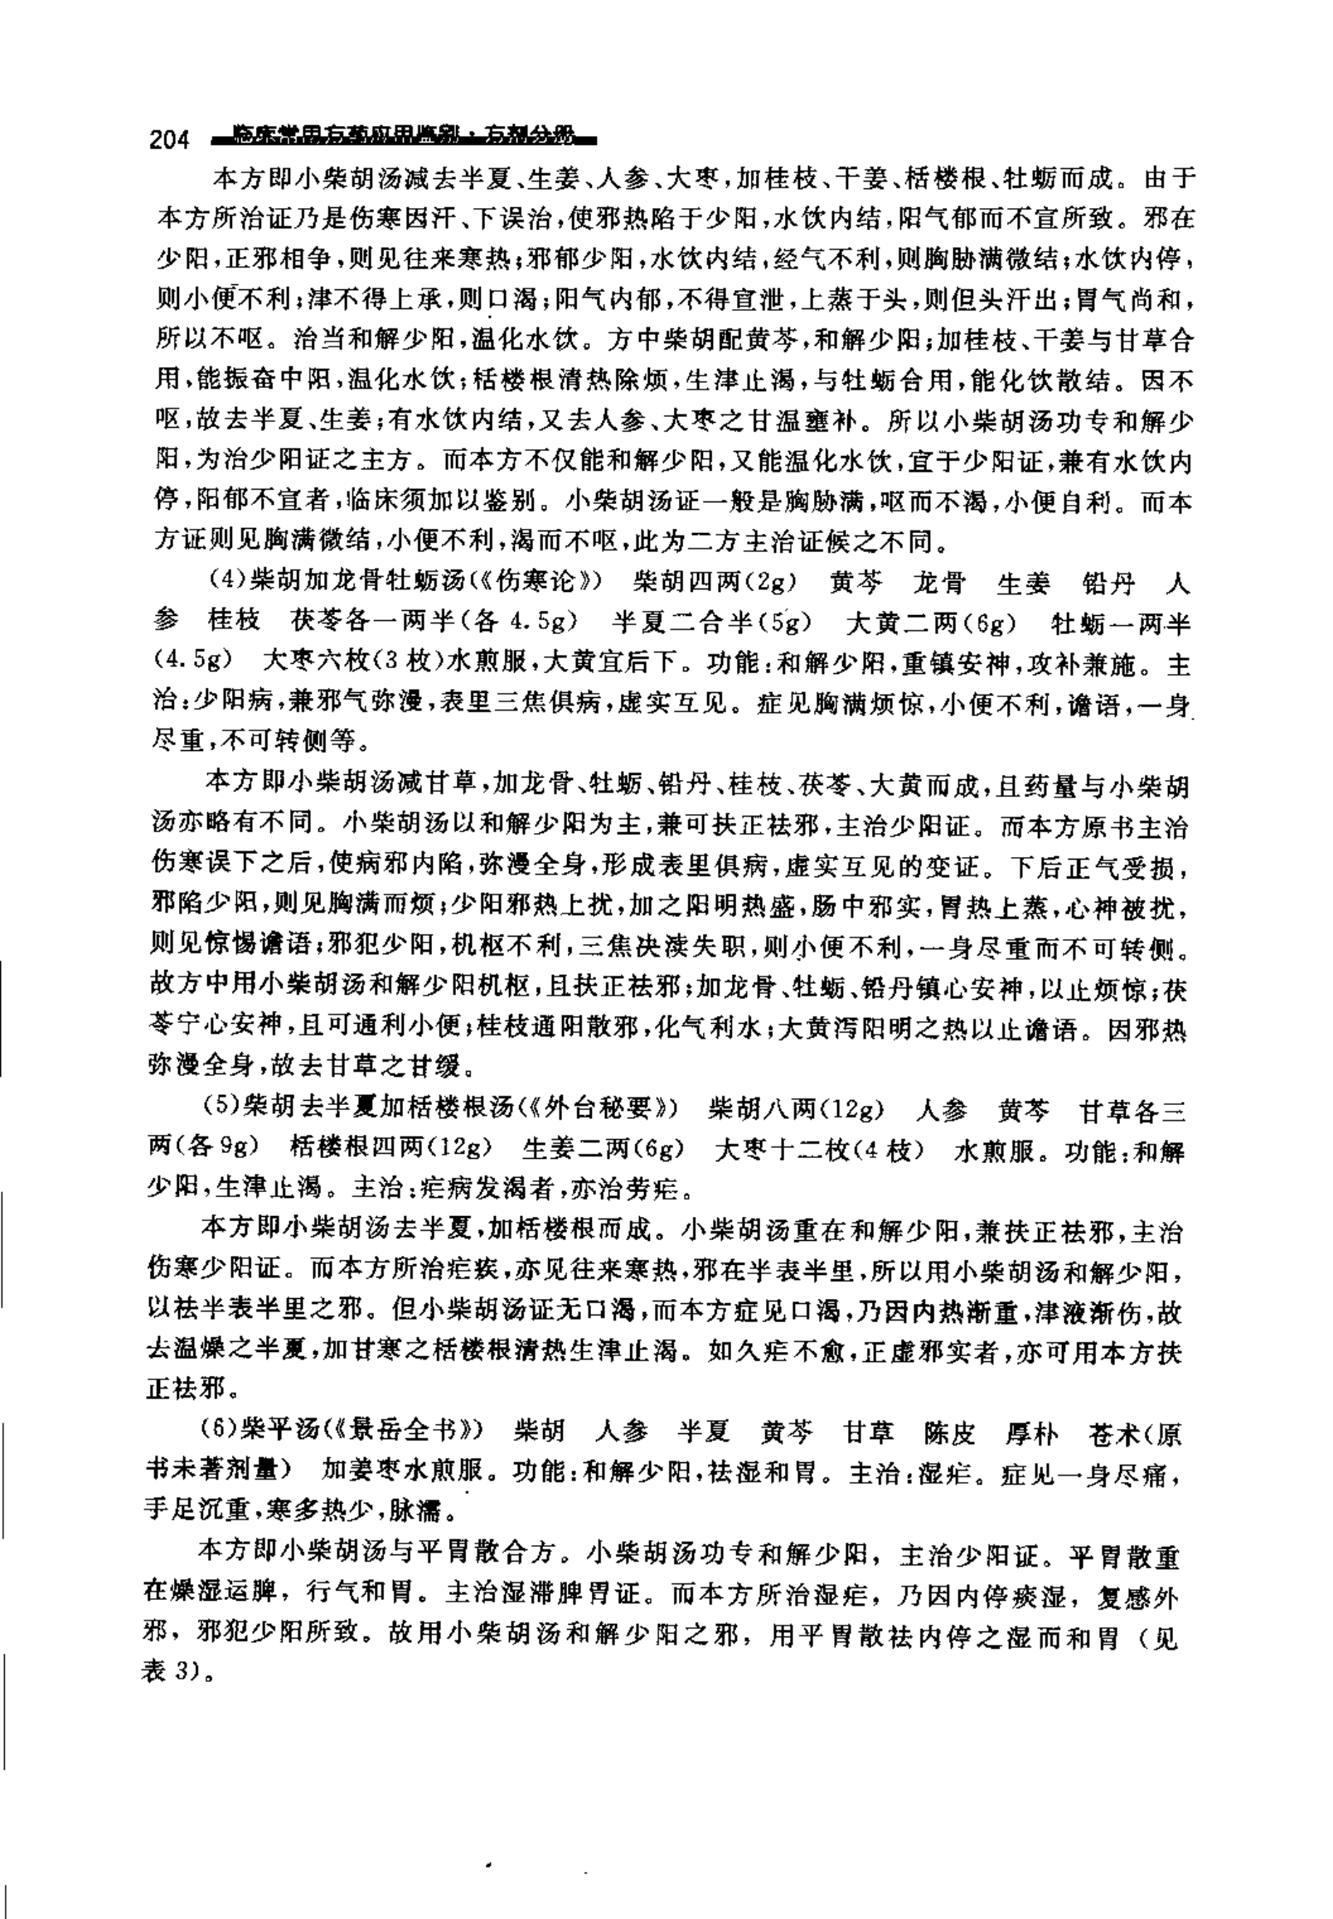 204 临床常用方药应用鉴别·方剂分册
本方即小柴胡汤减去半夏、生姜、人参、大枣,加桂枝、干姜、栝楼根、牡蛎而成。由于
本方所治证乃是伤寒因汗、下误治,使邪热陷于少阳,水饮内结,阳气郁而不宣所致。邪在
少阳,正邪相争,则见往来寒热;邪郁少阳,水饮内结,经气不利,则胸胁满微结;水饮内停,
则小便不利;津不得上承,则口渴;阳气内郁,不得宣泄,上蒸于头,则但头汗出;胃气尚和,
所以不呕。治当和解少阳,温化水饮。方中柴胡配黄芩,和解少阳;加桂枝、干姜与甘草合
用,能振奋中阳,温化水饮;栝楼根清热除烦,生津止渴,与牡蛎合用,能化饮散结。因不
呕,故去半夏、生姜;有水饮内结,又去人参、大枣之甘温壅补。所以小柴胡汤功专和解少
阳,为治少阳证之主方。而本方不仅能和解少阳,又能温化水饮,宜于少阳证,兼有水饮内
停,阳郁不宣者,临床须加以鉴别。小柴胡汤证一般是胸胁满,呕而不渴,小便自利。而本
方证则见胸满微结,小便不利,渴而不呕,此为二方主治证候之不同。
(4)柴胡加龙骨牡蛎汤(《伤寒论》) 柴胡四两(2g) 黄芩 龙骨 生姜 铅丹 人
参 桂枝 茯苓各一两半(各 4.5g) 半夏二合半(5g) 大黄二两(6g) 牡蛎一两半
(4.5g) 大枣六枚(3枚)水煎服,大黄宜后下。功能:和解少阳,重镇安神,攻补兼施。主
治:少阳病,兼邪气弥漫,表里三焦俱病,虚实互见。症见胸满烦惊,小便不利,谵语,一身
尽重,不可转侧等。
本方即小柴胡汤减甘草,加龙骨、牡蛎、铅丹、桂枝、茯苓、大黄而成,且药量与小柴胡
汤亦略有不同。小柴胡汤以和解少阳为主,兼可扶正祛邪,主治少阳证。而本方原书主治
伤寒误下之后,使病邪内陷,弥漫全身,形成表里俱病,虚实互见的变证。下后正气受损,
邪陷少阳,则见胸满而烦;少阳邪热上扰,加之阳明热盛,肠中邪实,胃热上蒸,心神被扰,
则见惊惕谵语;邪犯少阳,机枢不利,三焦决渎失职,则小便不利,一身尽重而不可转侧。
故方中用小柴胡汤和解少阳机枢,且扶正祛邪;加龙骨、牡蛎、铅丹镇心安神,以止烦惊;茯
苓宁心安神,且可通利小便;桂枝通阳散邪,化气利水;大黄泻阳明之热以止谵语。因邪热
弥漫全身,故去甘草之甘缓。
(5)柴胡去半夏加栝楼根汤(《外台秘要》) 柴胡八两(12g) 人参 黄芩 甘草各三
两(各9g) 栝楼根四两(12g) 生姜二两(6g) 大枣十二枚(4枝) 水煎服。功能:和解
少阳,生津止渴。主治:疟病发渴者,亦治劳疟。
本方即小柴胡汤去半夏,加栝楼根而成。小柴胡汤重在和解少阳,兼扶正祛邪,主治
伤寒少阳证。而本方所治疟疾,亦见往来寒热,邪在半表半里,所以用小柴胡汤和解少阳,
以祛半表半里之邪。但小柴胡汤证无口渴,而本方症见口渴,乃因内热渐重,津液渐伤,故
去温燥之半夏,加甘寒之栝楼根清热生津止渴。如久疟不愈,正虚邪实者,亦可用本方扶
正祛邪。
(6)柴平汤(《景岳全书》) 柴胡 人参 半夏 黄芩 甘草 陈皮 厚朴 苍术(原
书未著剂量) 加姜枣水煎服。功能:和解少阳,祛湿和胃。主治:湿疟。症见一身尽痛,
手足沉重,寒多热少,脉濡。
本方即小柴胡汤与平胃散合方。小柴胡汤功专和解少阳，主治少阳证。平胃散重
在燥湿运脾，行气和胃。主治湿滞脾胃证。而本方所治湿疟，乃因内停痰湿，复感外
邪，邪犯少阳所致。故用小柴胡汤和解少阳之邪，用平胃散祛内停之湿而和胃（见
表 3)。